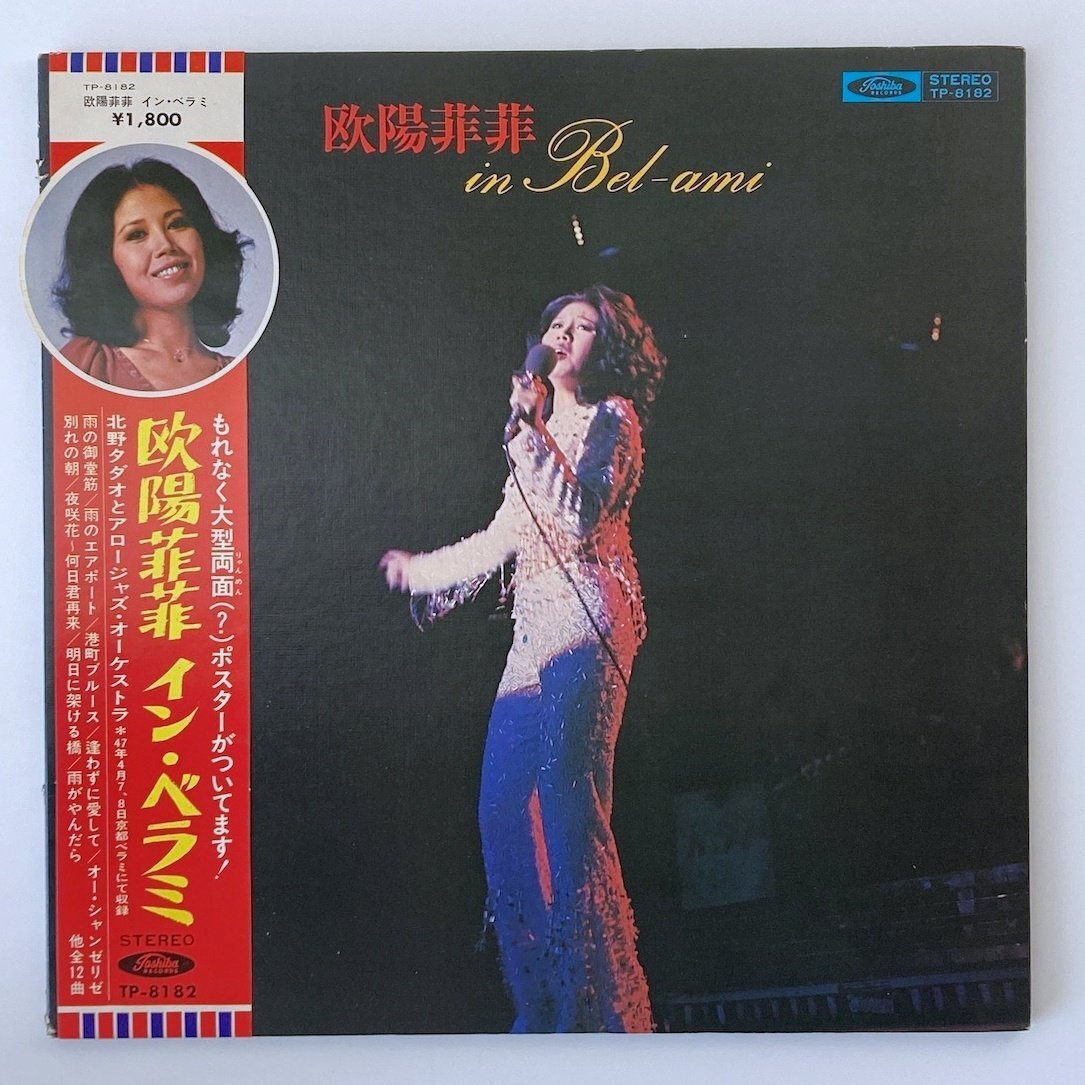 TP-8182
欧陽菲菲 イン・ベラミ
¥1,800
もれなく大型両面(?)ポスターがついてます!
りゃんめん
欧陽菲菲 イン・ベラミ
北野タダオとアロージャズ・オーケストラ*47年4月7、8日京都ベラミにて収録
雨の御堂筋/雨のエアポート/港町ブルース/逢わずに愛して/オー・シャンゼリゼ
別れの朝/夜咲花~何日君再来/明日に架ける橋/雨がやんだら 他全12曲
STEREO
Toshiba
RECORDS
TP-8182
欧陽菲菲
in Bel-ami
Toshiba
RECORDS
STEREO
TP-8182